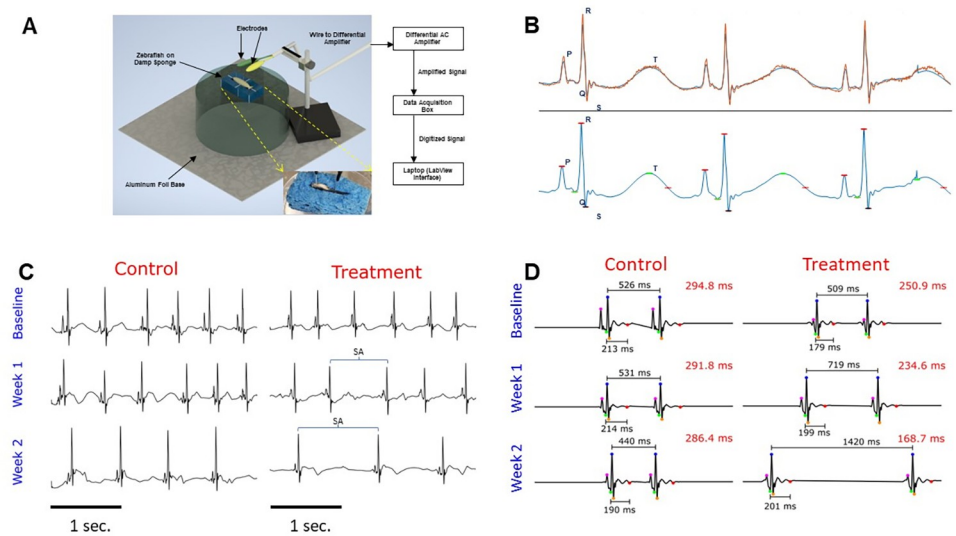 A
Electrodes
Wire to Differential
Amplifier
Zebrafish on
Damp Sponge
Aluminum Foil Base
Differential AC
Amplifier
Amplified Signal
Data Acquisition
Box
Digitized Signal
Laptop (LabView
Interface)
B
R
P
T
Q
S
R
P
T
Q
S
C
Control
Treatment
Baseline
Week 1
SA
Week 2
SA
1 sec.
1 sec.
D
Control
Treatment
Baseline
526 ms
294.8 ms
213 ms
509 ms
250.9 ms
179 ms
Week 1
531 ms
291.8 ms
214 ms
719 ms
234.6 ms
199 ms
Week 2
440 ms
286.4 ms
190 ms
1420 ms
168.7 ms
201 ms